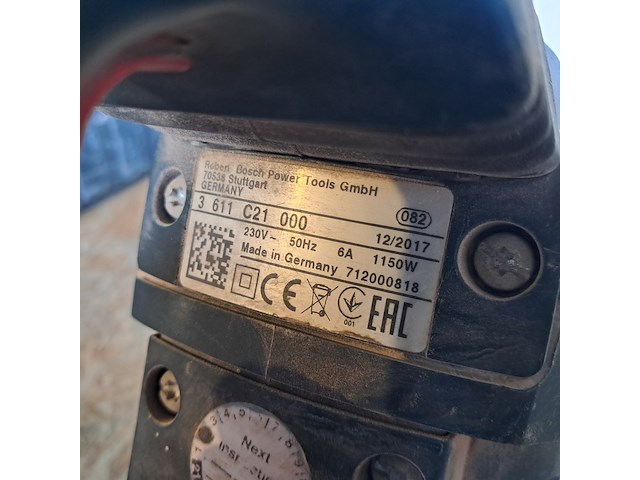 Robert Bosch Power Tools GmbH
70538 Stuttgart
GERMANY
3 611 C21 000
082
230V~ 50Hz 6A 1150W
12/2017
Made in Germany 712000818
CE
001
EAC
Next